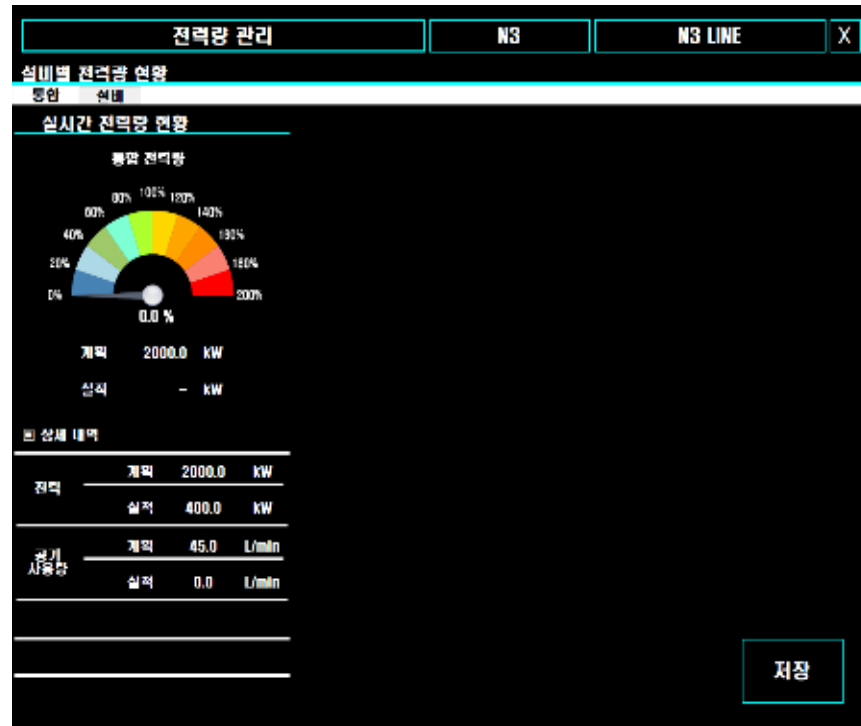 전력량 관리 N3 N3 LINE X
설비별 전력량 현황
통합 설비
실시간 전력량 현황
통합 전력량
0% 20% 40% 60% 80% 100% 120% 140% 180% 180% 200%
0.0 %
계획 2000.0 kW
실적 - kW
상세 내역
전력 계획 2000.0 kW
실적 400.0 kW
공기 사용량 계획 45.0 L/min
실적 0.0 L/min
저장